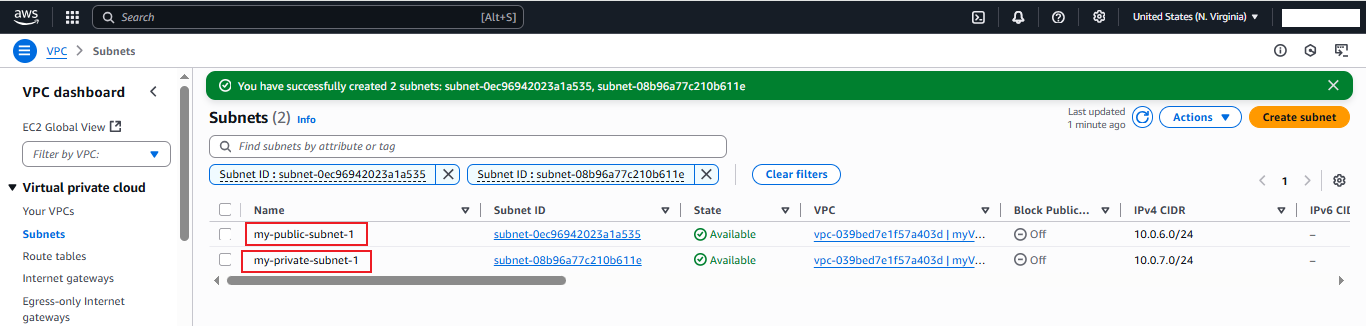 aws Search [Alt+S] United States (N. Virginia)
VPC > Subnets
VPC dashboard
EC2 Global View
Filter by VPC:
Virtual private cloud
Your VPCs
Subnets
Route tables
Internet gateways
Egress-only Internet
gateways
You have successfully created 2 subnets: subnet-0ec96942023a1a535, subnet-08b96a77c210b611e
Subnets (2) Info
Last updated
1 minute ago
Actions
Create subnet
Find subnets by attribute or tag
Subnet ID : subnet-0ec96942023a1a535 Subnet ID : subnet-08b96a77c210b611e Clear filters
1
Name Subnet ID State VPC Block Public... IPv4 CIDR IPv6 CID
my-public-subnet-1 subnet-0ec96942023a1a535 Available vpc-039bed7e1f57a403d | myV... Off 10.0.6.0/24 –
my-private-subnet-1 subnet-08b96a77c210b611e Available vpc-039bed7e1f57a403d | myV... Off 10.0.7.0/24 –